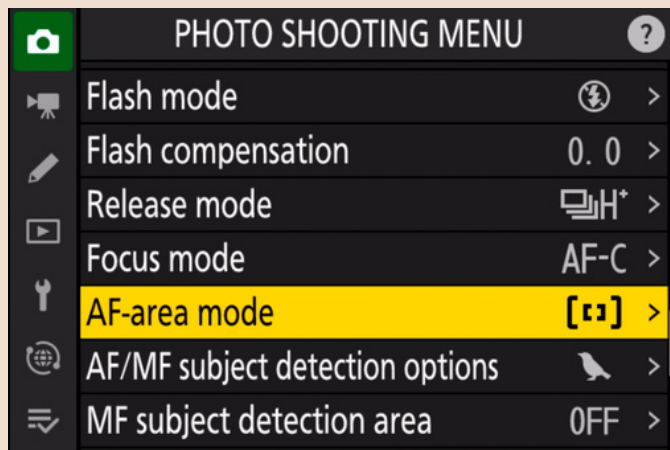 PHOTO SHOOTING MENU ?
Flash mode
Flash compensation 0. 0
Release mode H+
Focus mode AF-C
AF-area mode
AF/MF subject detection options
MF subject detection area OFF